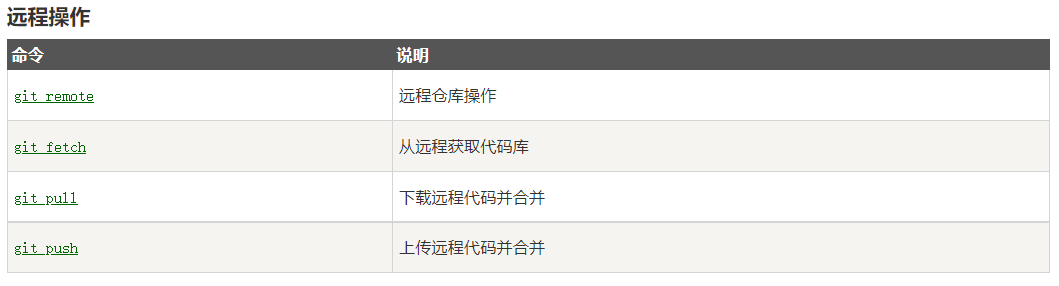 远程操作
命令 说明
git remote 远程仓库操作
git fetch 从远程获取代码库
git pull 下载远程代码并合并
git push 上传远程代码并合并